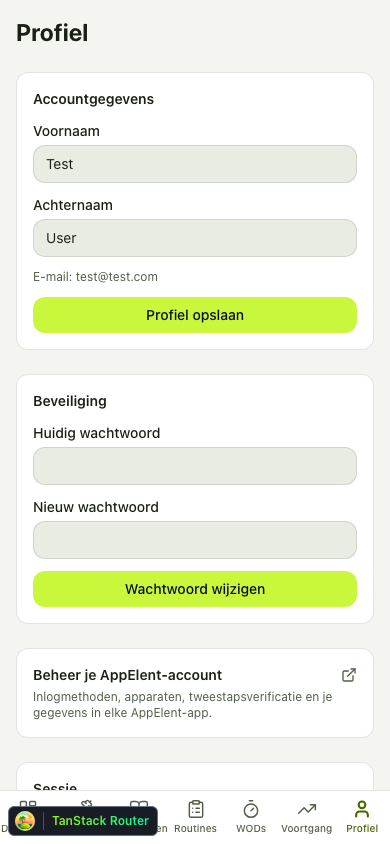 Profiel
Accountgegevens
Voornaam
Test
Achternaam
User
E-mail: test@test.com
Profiel opslaan
Beveiliging
Huidig wachtwoord
Nieuw wachtwoord
Wachtwoord wijzigen
Beheer je AppElent-account
Inlogmethoden, apparaten, tweestapsverificatie en je
gegevens in elke AppElent-app.
Sessie
TanStack Router
Routines
WODs
Voortgang
Profiel